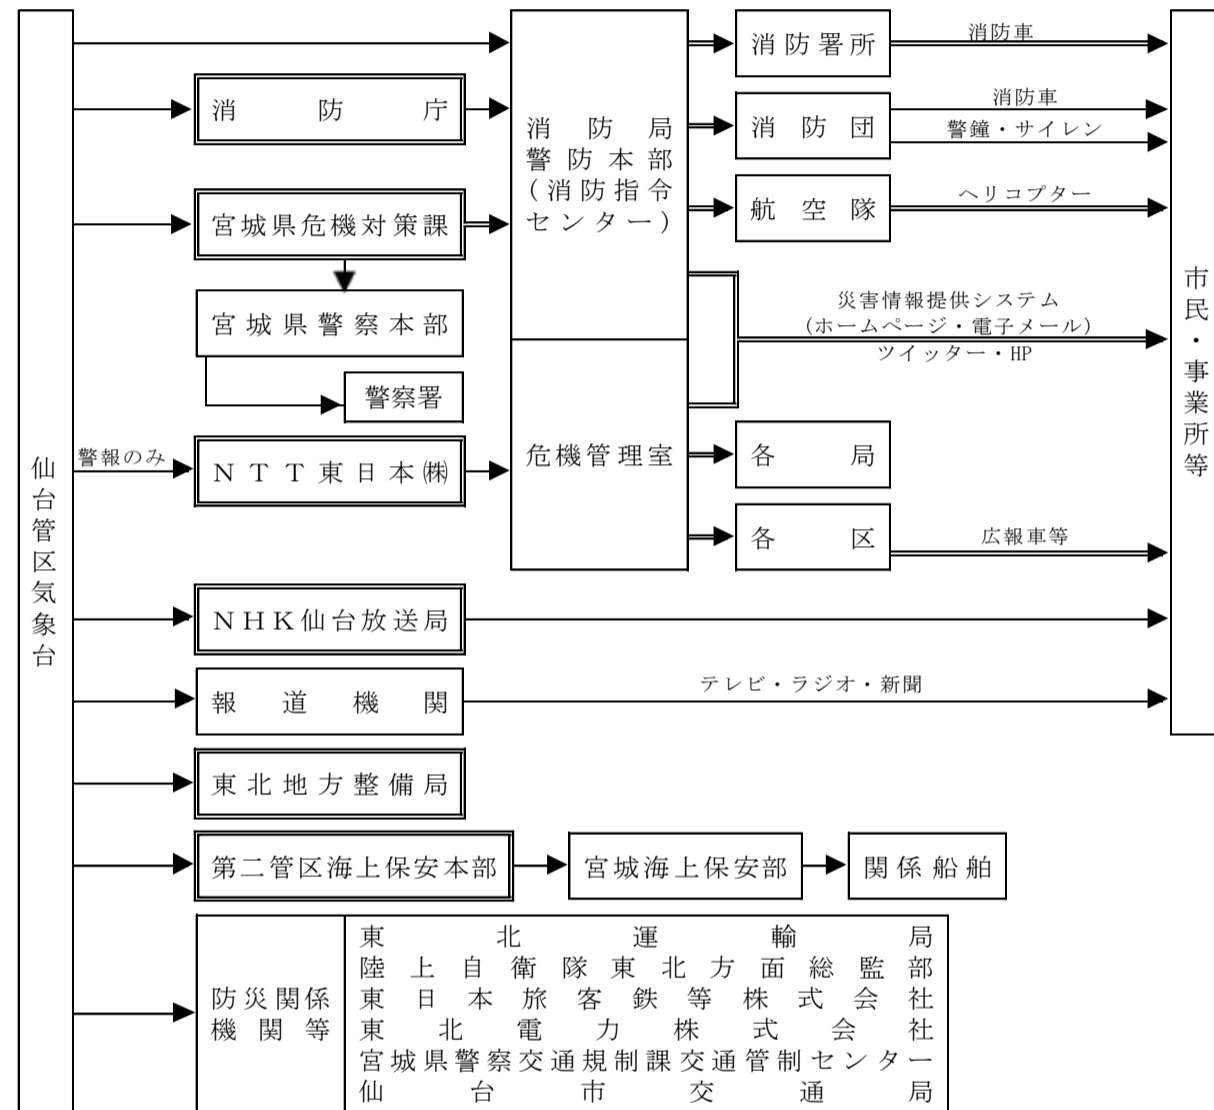 仙台管区気象台
警報のみ
消防庁
宮城県危機対策課
宮城県警察本部
警察署
ＮＴＴ東日本㈱
ＮＨＫ仙台放送局
報道機関
東北地方整備局
第二管区海上保安本部
宮城海上保安部
関係船舶
防災関係
機関等
東北運輸局
陸上自衛隊東北方面総監部
東日本旅客鉄等株式会社
東北電力株式会社
宮城県警察交通規制課交通管制センター
仙台市交通局
消防局
警防本部
(消防指令
センター)
危機管理室
消防署所
消防団
航空隊
各局
各区
消防車
消防車
警鐘・サイレン
ヘリコプター
災害情報提供システム
(ホームページ・電子メール)
ツイッター・HP
広報車等
テレビ・ラジオ・新聞
市民・事業所等